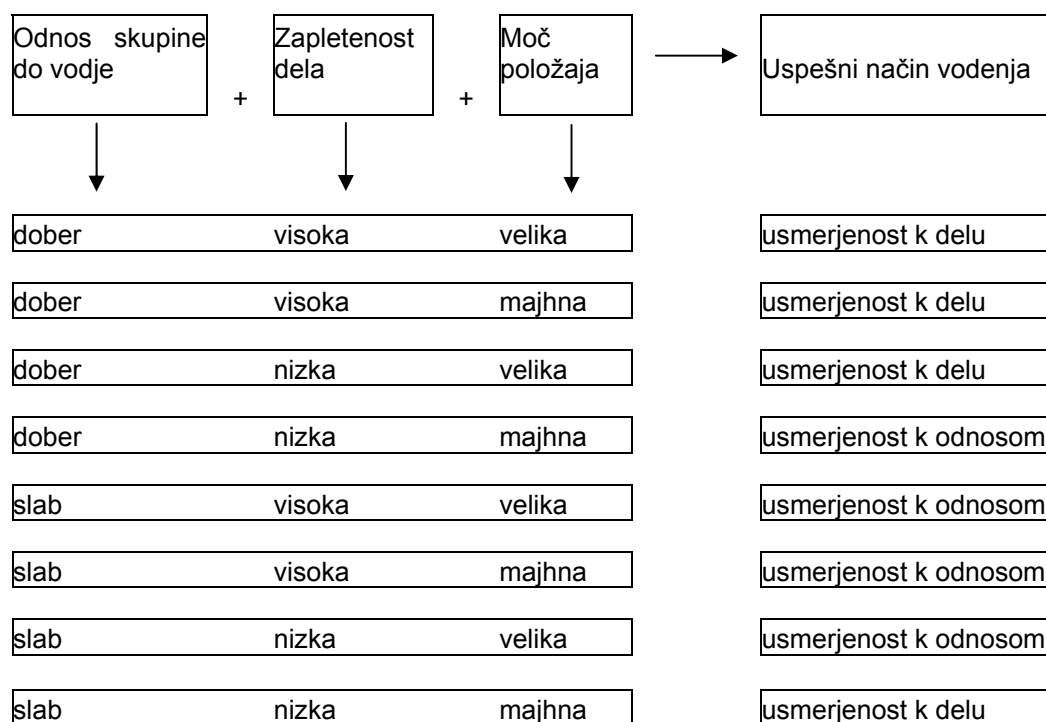 Odnos skupine do vodje
Zapletenost dela
Moč položaja
Uspešni način vodenja
+
+
dober visoka velika usmerjenost k delu
dober visoka majhna usmerjenost k delu
dober nizka velika usmerjenost k delu
dober nizka majhna usmerjenost k odnosom
slab visoka velika usmerjenost k odnosom
slab visoka majhna usmerjenost k odnosom
slab nizka velika usmerjenost k odnosom
slab nizka majhna usmerjenost k delu